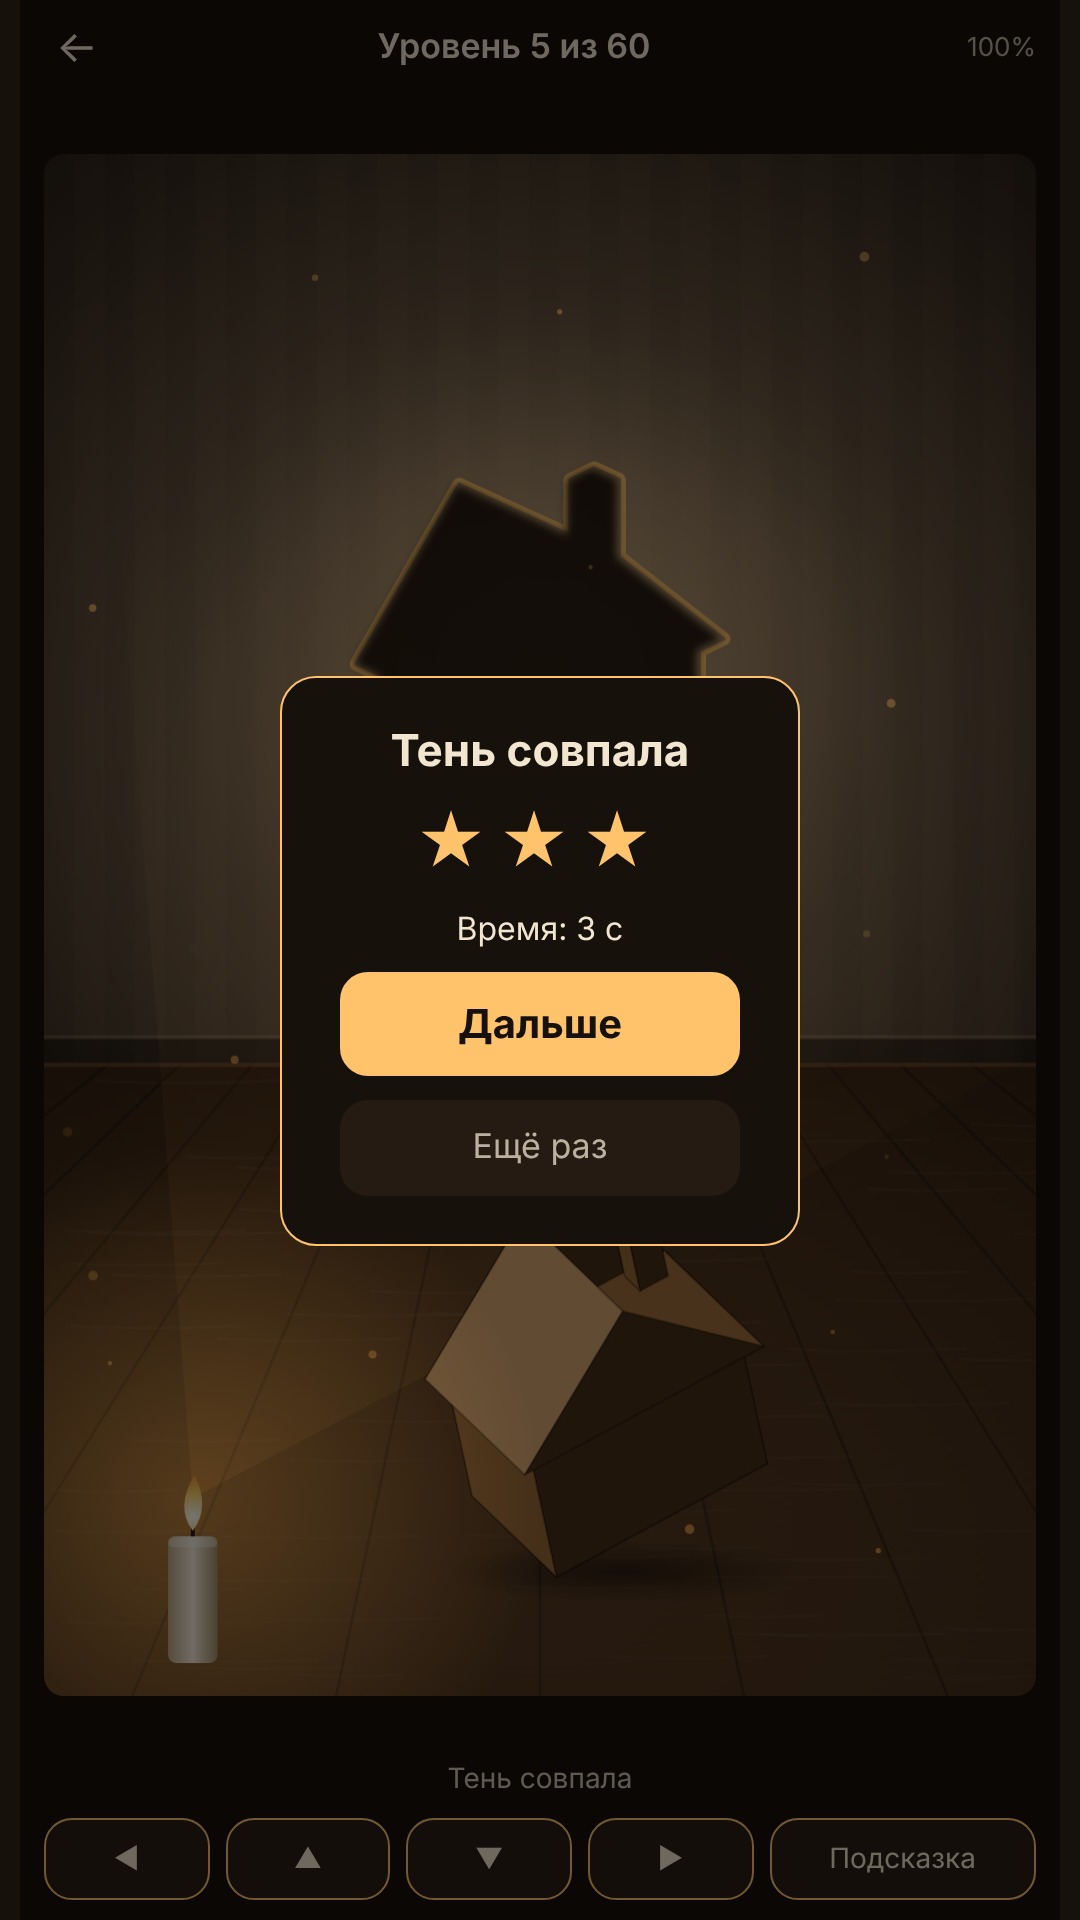 Уровень 5 из 60
100%
Тень совпала
Время: 3 с
Дальше
Ещё раз
Тень совпала
Подсказка